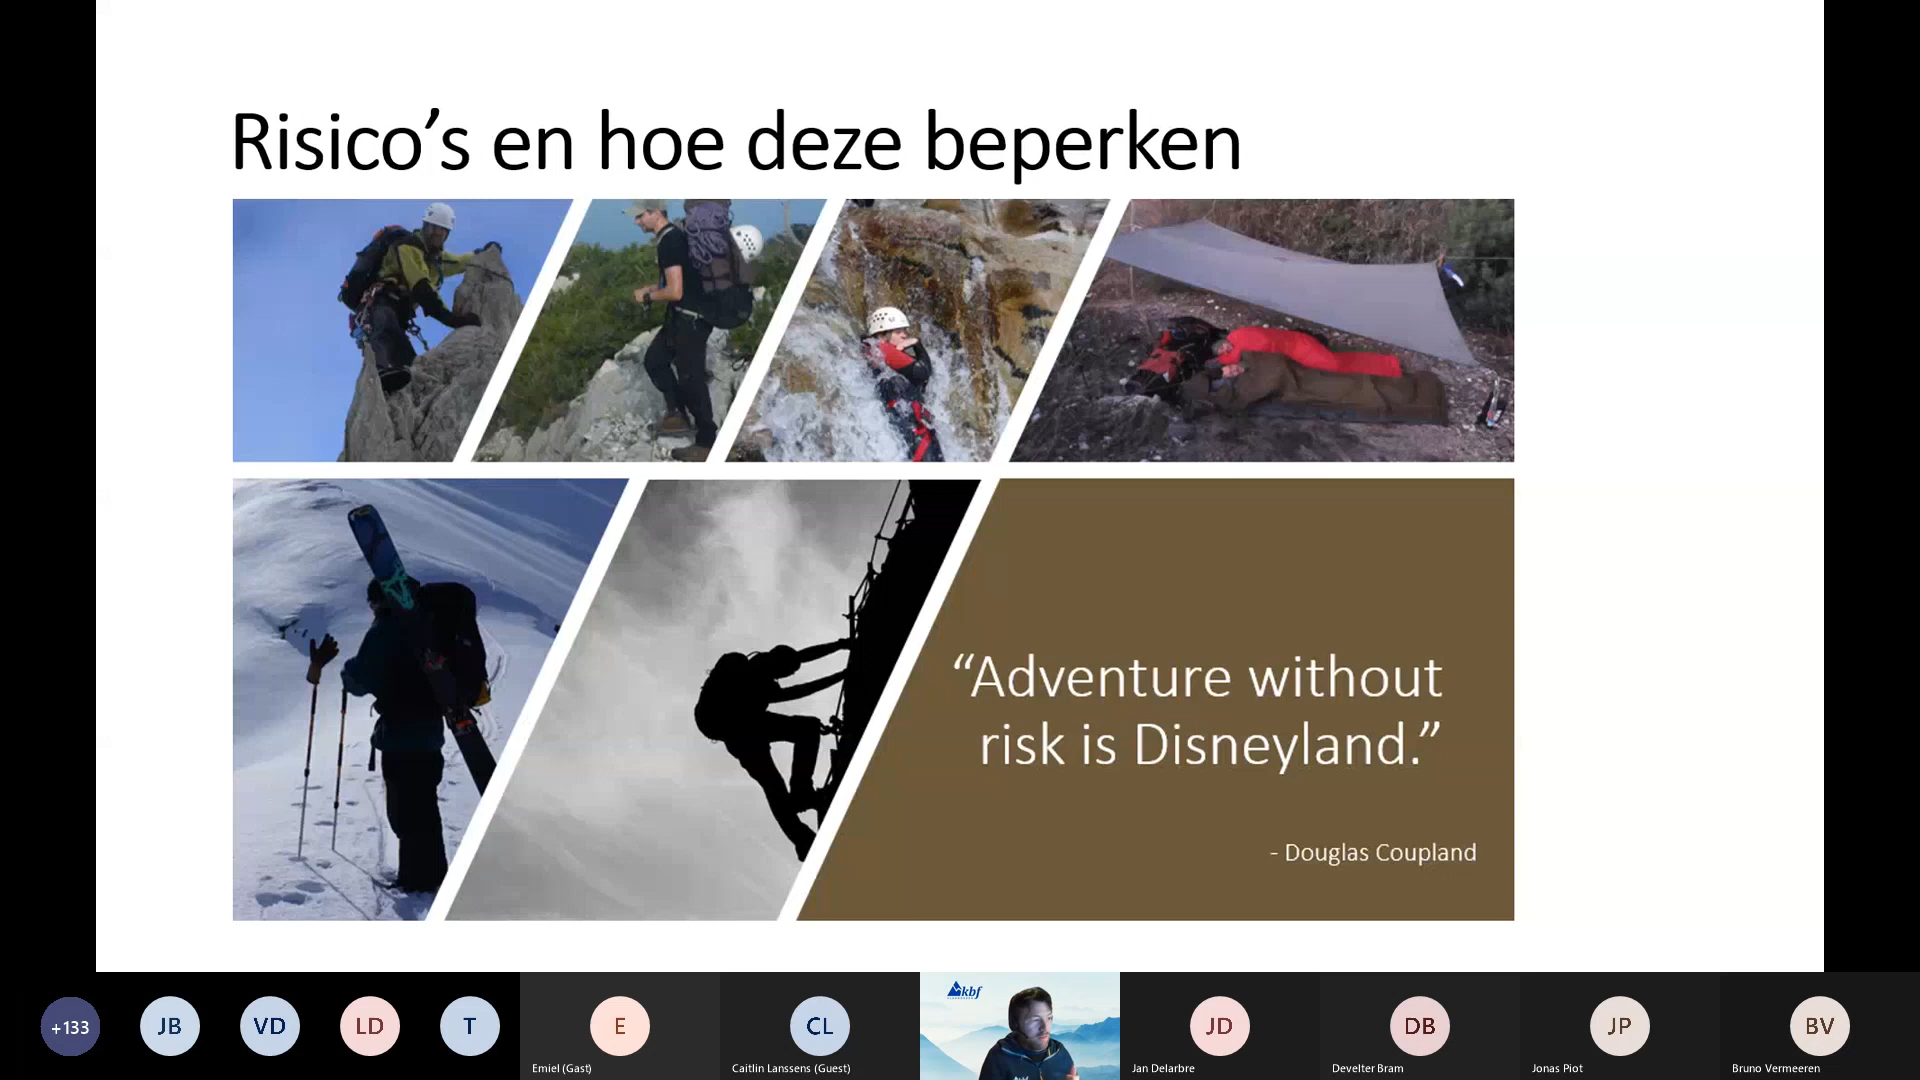 Risico’s en hoe deze beperken
“Adventure without
risk is Disneyland.”
- Douglas Coupland
kbf
kbf
+133
JB
VD
LD
T
E
CL
JD
DB
JP
BV
Emiel (Gast)
Caitlin Lanssens (Guest)
Jan Delarbre
Develter Bram
Jonas Piot
Bruno Vermeeren